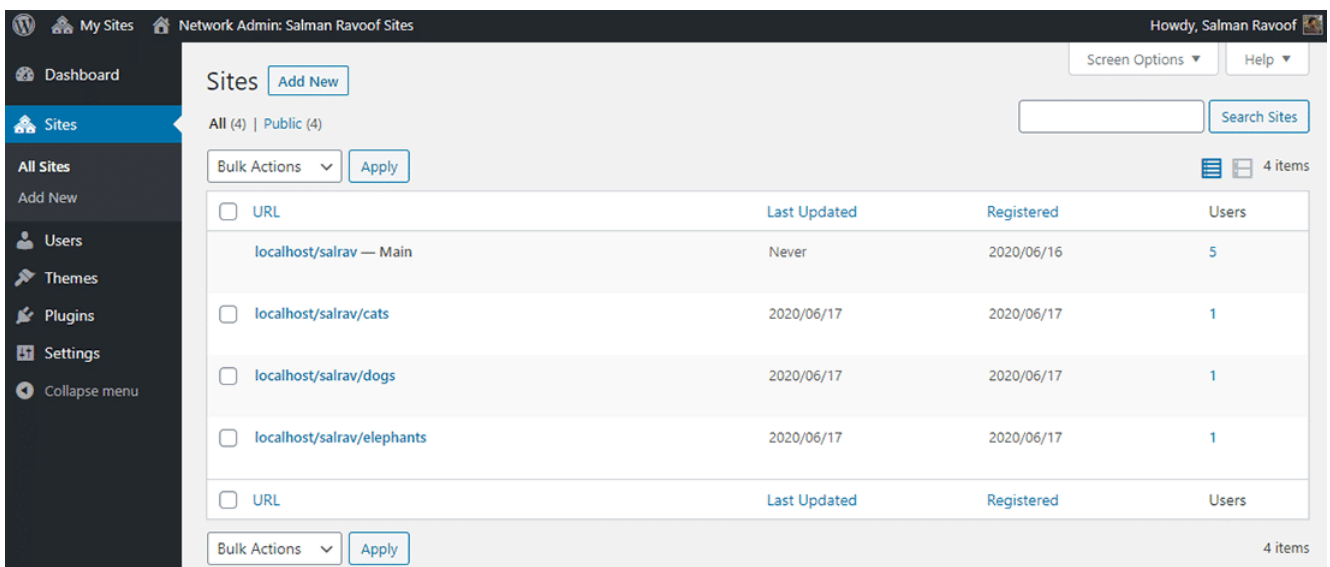 My Sites Network Admin: Salman Ravoof Sites Howdy, Salman Ravoof
Dashboard
Sites
All Sites
Add New
Users
Themes
Plugins
Settings
Collapse menu
Screen Options ▼ Help ▼
Sites Add New
All (4) | Public (4)
Search Sites
Bulk Actions Apply 4 items
URL Last Updated Registered Users
localhost/salrav — Main Never 2020/06/16 5
localhost/salrav/cats 2020/06/17 2020/06/17 1
localhost/salrav/dogs 2020/06/17 2020/06/17 1
localhost/salrav/elephants 2020/06/17 2020/06/17 1
URL Last Updated Registered Users
Bulk Actions Apply 4 items